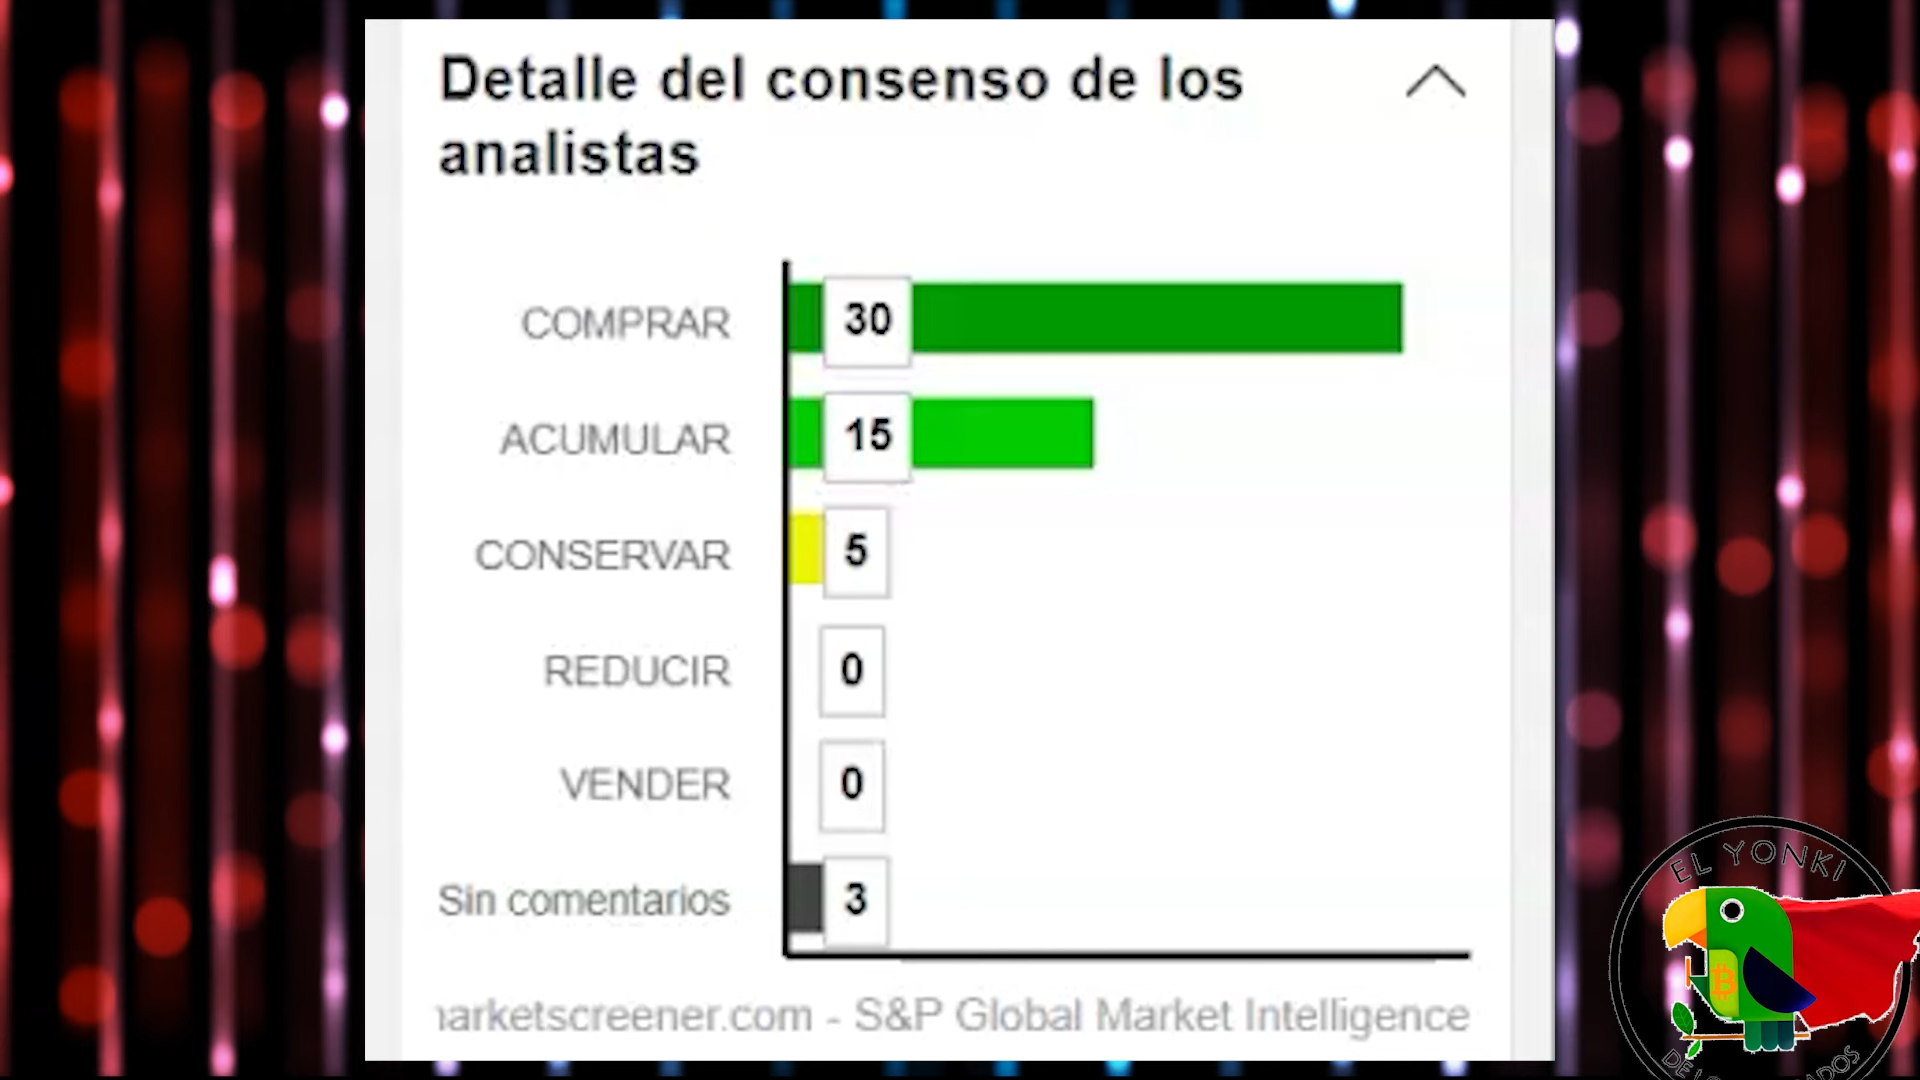 Detalle del consenso de los
analistas
COMPRAR 30
ACUMULAR 15
CONSERVAR 5
REDUCIR 0
VENDER 0
Sin comentarios 3
arketscreener.com - S&P Global Market Intelligence
EL YONKI